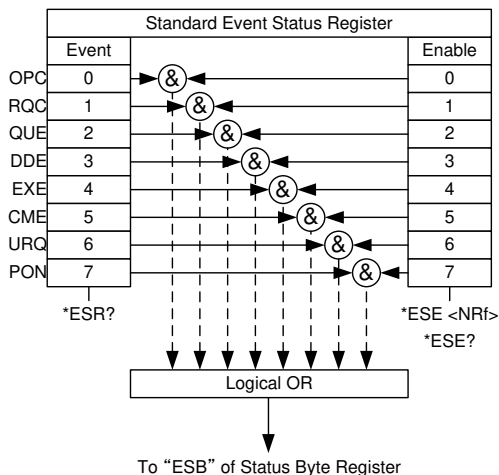 Standard Event Status Register
Event Enable
OPC 0 & 0
RQC 1 & 1
QUE 2 & 2
DDE 3 & 3
EXE 4 & 4
CME 5 & 5
URQ 6 & 6
PON 7 & 7
*ESR? *ESE <NRf>
*ESE?
Logical OR
To “ESB” of Status Byte Register